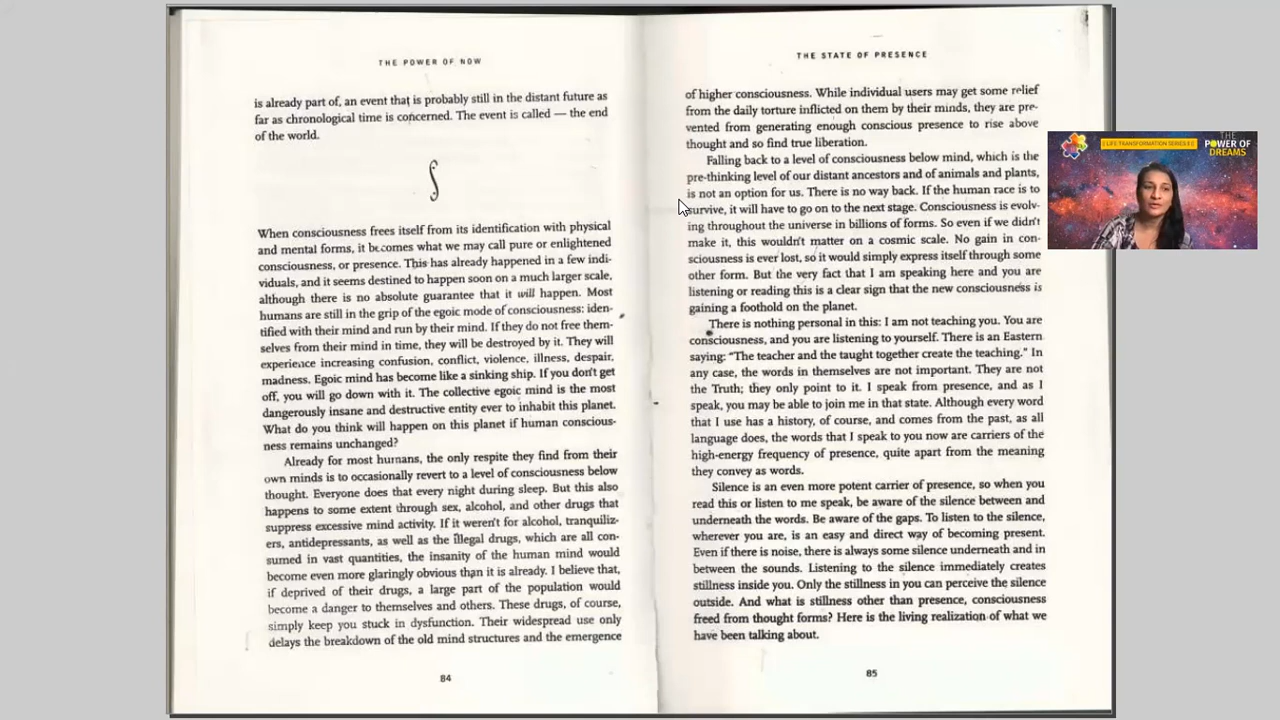 THE POWER OF NOW
is already part of, an event that is probably still in the distant future as
far as chronological time is concerned. The event is called — the end
of the world.
When consciousness frees itself from its identification with physical
and mental forms, it becomes what we may call pure or enlightened
consciousness, or presence. This has already happened in a few indi-
viduals, and it seems destined to happen soon on a much larger scale,
although there is no absolute guarantee that it will happen. Most
humans are still in the grip of the egoic mode of consciousness: iden-
tified with their mind and run by their mind. If they do not free them-
selves from their mind in time, they will be destroyed by it. They will
experience increasing confusion, conflict, violence, illness, despair,
madness. Egoic mind has become like a sinking ship. If you don't get
off, you will go down with it. The collective egoic mind is the most
dangerously insane and destructive entity ever to inhabit this planet.
What do you think will happen on this planet if human conscious-
ness remains unchanged?
Already for most humans, the only respite they find from their
own minds is to occasionally revert to a level of consciousness below
thought. Everyone does that every night during sleep. But this also
happens to some extent through sex, alcohol, and other drugs that
suppress excessive mind activity. If it weren't for alcohol, tranquiliz-
ers, antidepressants, as well as the illegal drugs, which are all con-
sumed in vast quantities, the insanity of the human mind would
become even more glaringly obvious than it is already. I believe that,
if deprived of their drugs, a large part of the population would
become a danger to themselves and others. These drugs, of course,
simply keep you stuck in dysfunction. Their widespread use only
delays the breakdown of the old mind structures and the emergence
84
THE STATE OF PRESENCE
of higher consciousness. While individual users may get some relief
from the daily torture inflicted on them by their minds, they are pre-
vented from generating enough conscious presence to rise above
thought and so find true liberation.
Falling back to a level of consciousness below mind, which is the
pre-thinking level of our distant ancestors and of animals and plants,
is not an option for us. There is no way back. If the human race is to
survive, it will have to go on to the next stage. Consciousness is evolv-
ing throughout the universe in billions of forms. So even if we didn't
make it, this wouldn't matter on a cosmic scale. No gain in con-
sciousness is ever lost, so it would simply express itself through some
other form. But the very fact that I am speaking here and you are
listening or reading this is a clear sign that the new consciousness is
gaining a foothold on the planet.
There is nothing personal in this: I am not teaching you. You are
consciousness, and you are listening to yourself. There is an Eastern
saying: "The teacher and the taught together create the teaching." In
any case, the words in themselves are not important. They are not
the Truth; they only point to it. I speak from presence, and as I
speak, you may be able to join me in that state. Although every word
that I use has a history, of course, and comes from the past, as all
language does, the words that I speak to you now are carriers of the
high-energy frequency of presence, quite apart from the meaning
they convey as words.
Silence is an even more potent carrier of presence, so when you
read this or listen to me speak, be aware of the silence between and
underneath the words. Be aware of the gaps. To listen to the silence,
wherever you are, is an easy and direct way of becoming present.
Even if there is noise, there is always some silence underneath and in
between the sounds. Listening to the silence immediately creates
stillness inside you. Only the stillness in you can perceive the silence
outside. And what is stillness other than presence, consciousness
freed from thought forms? Here is the living realization of what we
have been talking about.
85
LIFE TRANSFORMATION SERIES
THE
POWER OF
DREAMS